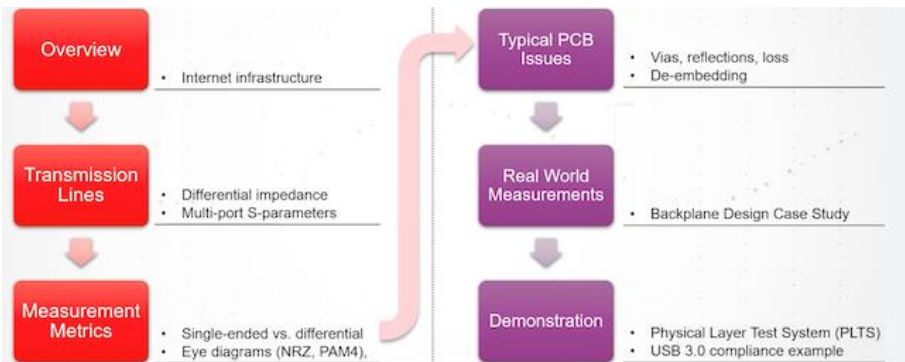 Overview
• Internet infrastructure
Transmission
Lines
• Differential impedance
• Multi-port S-parameters
Measurement
Metrics
• Single-ended vs. differential
• Eye diagrams (NRZ, PAM4),
Typical PCB
Issues
• Vias, reflections, loss
• De-embedding
Real World
Measurements
• Backplane Design Case Study
Demonstration
• Physical Layer Test System (PLTS)
• USB 3.0 compliance example